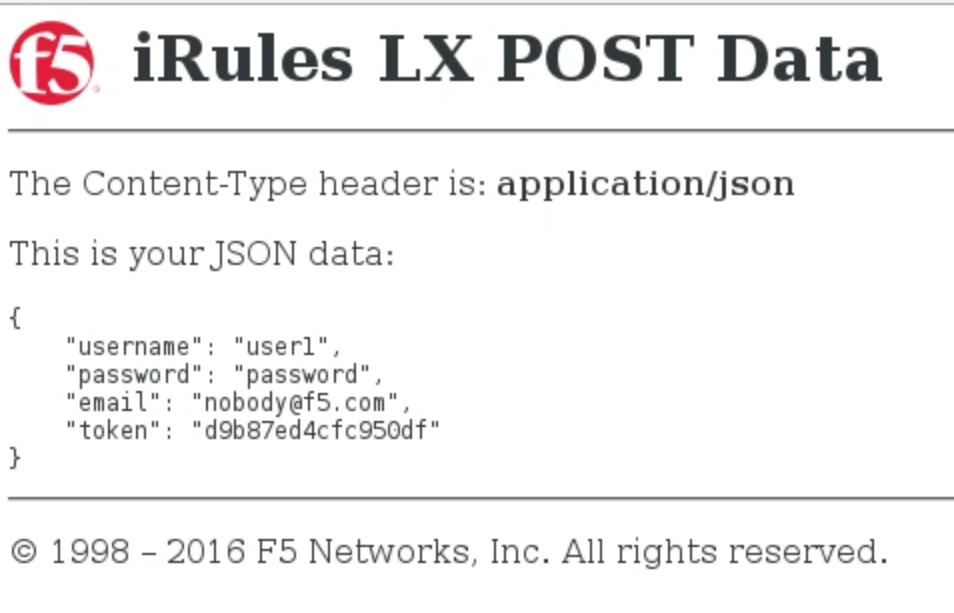 f5 iRules LX POST Data
The Content-Type header is: application/json
This is your JSON data:
{
    "username": "user1",
    "password": "password",
    "email": "nobody@f5.com",
    "token": "d9b87ed4cfc950df"
}
© 1998 – 2016 F5 Networks, Inc. All rights reserved.